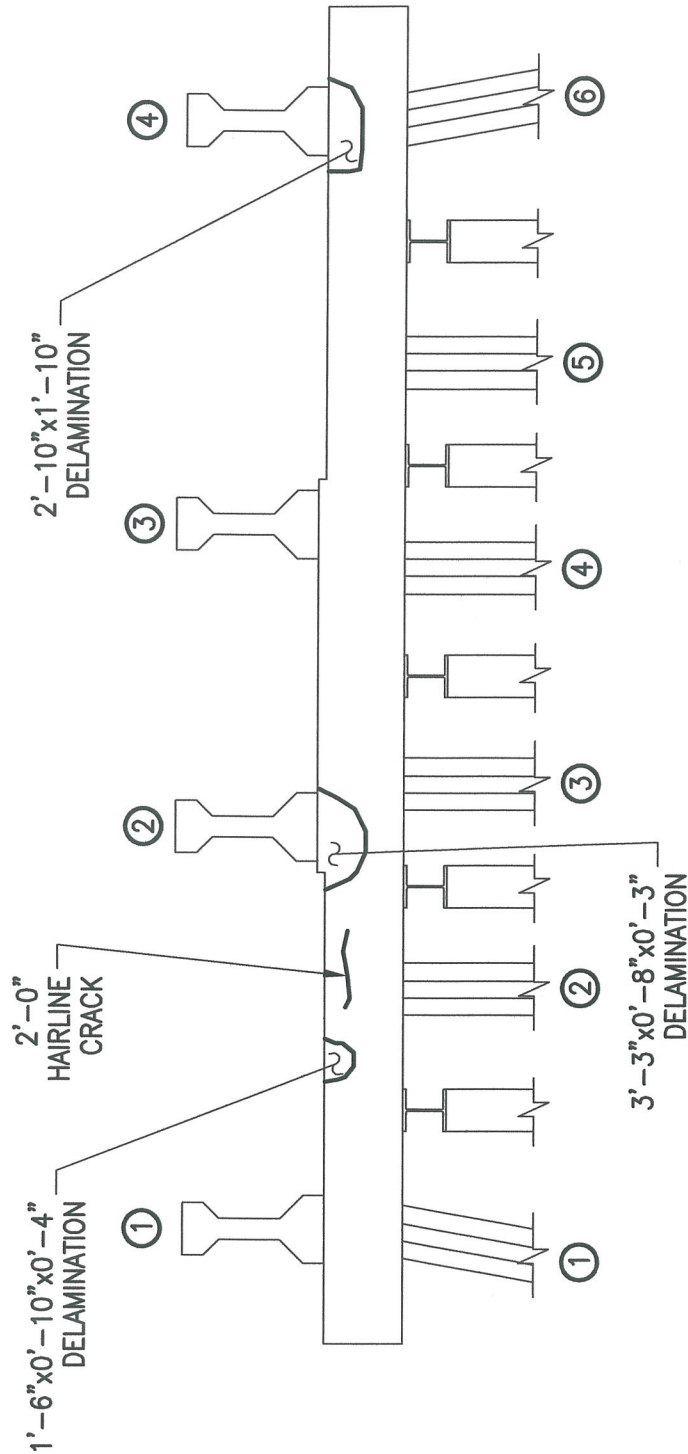 1'-6"x0'-10"x0'-4"
DELAMINATION
2'-0"
HAIRLINE
CRACK
2'-10"x1'-10"
DELAMINATION
1
2
3
4
3'-3"x0'-8"x0'-3"
DELAMINATION
1
2
3
4
5
6